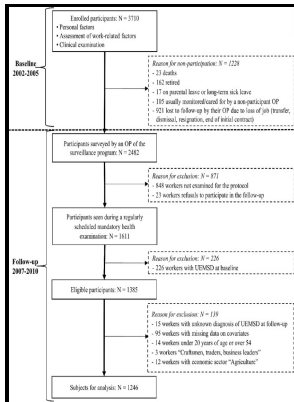 Enrolled participants: N = 3710
• Personal factors
• Assessment of work-related factors
• Clinical examination
Baseline
2002-2005
Reason for non-participation: N = 1228
- 23 deaths
- 162 retired
- 17 on parental leave or long-term sick leave
- 105 usually monitored/cared for by a non-participant OP
- 921 lost to follow-up by their OP due to loss of job (transfer,
dismissal, resignation, end of initial contract)
Participants surveyed by an OP of the
surveillance program: N = 2482
Reason for exclusion: N = 871
- 848 workers not examined for the protocol
- 23 workers refusals to participate in the follow-up
Participants seen during a regularly
scheduled mandatory health
examination: N = 1611
Follow-up
2007-2010
Reason for exclusion: N = 226
- 226 workers with UEMSD at baseline
Eligible participants: N = 1385
Reason for exclusion: N = 139
- 15 workers with unknown diagnosis of UEMSD at follow-up
- 95 workers with missing data on covariates
- 14 workers under 20 years of age or over 54
- 3 workers "Craftsmen, traders, business leaders"
- 12 workers with economic sector "Agriculture"
Subjects for analysis: N = 1246